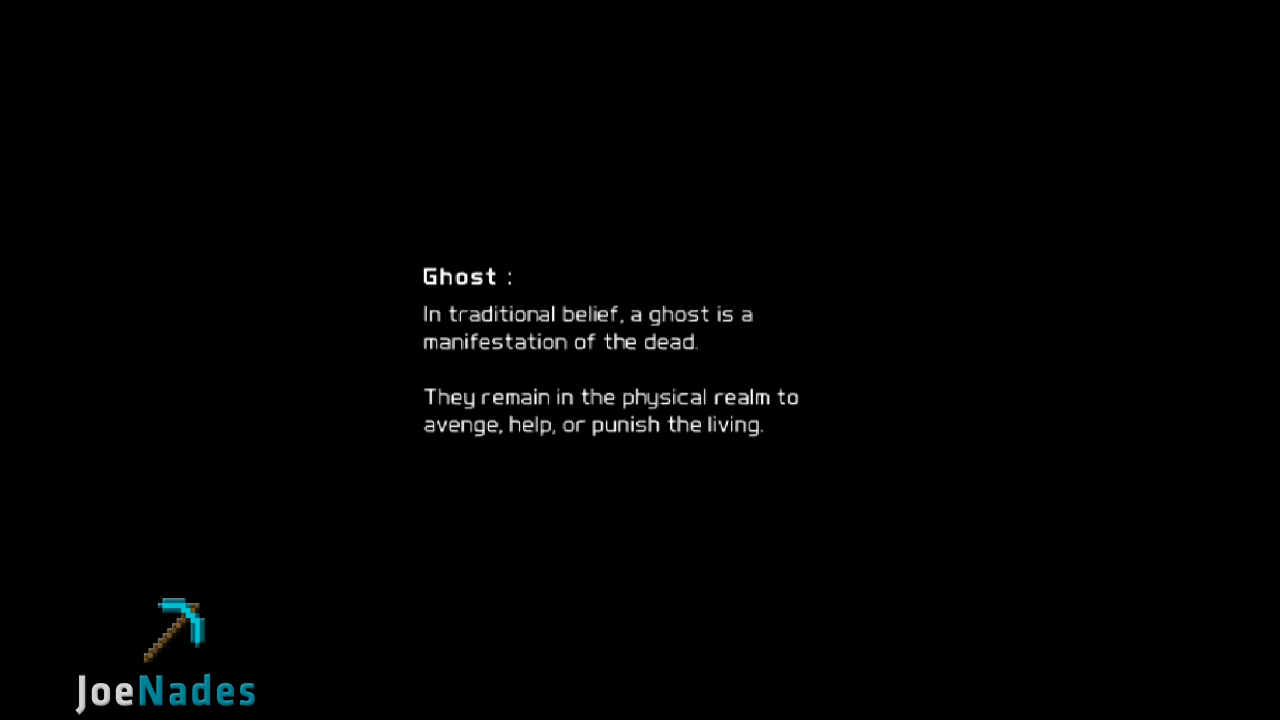 Ghost :
In traditional belief, a ghost is a
manifestation of the dead.
They remain in the physical realm to
avenge, help, or punish the living.
JoeNades